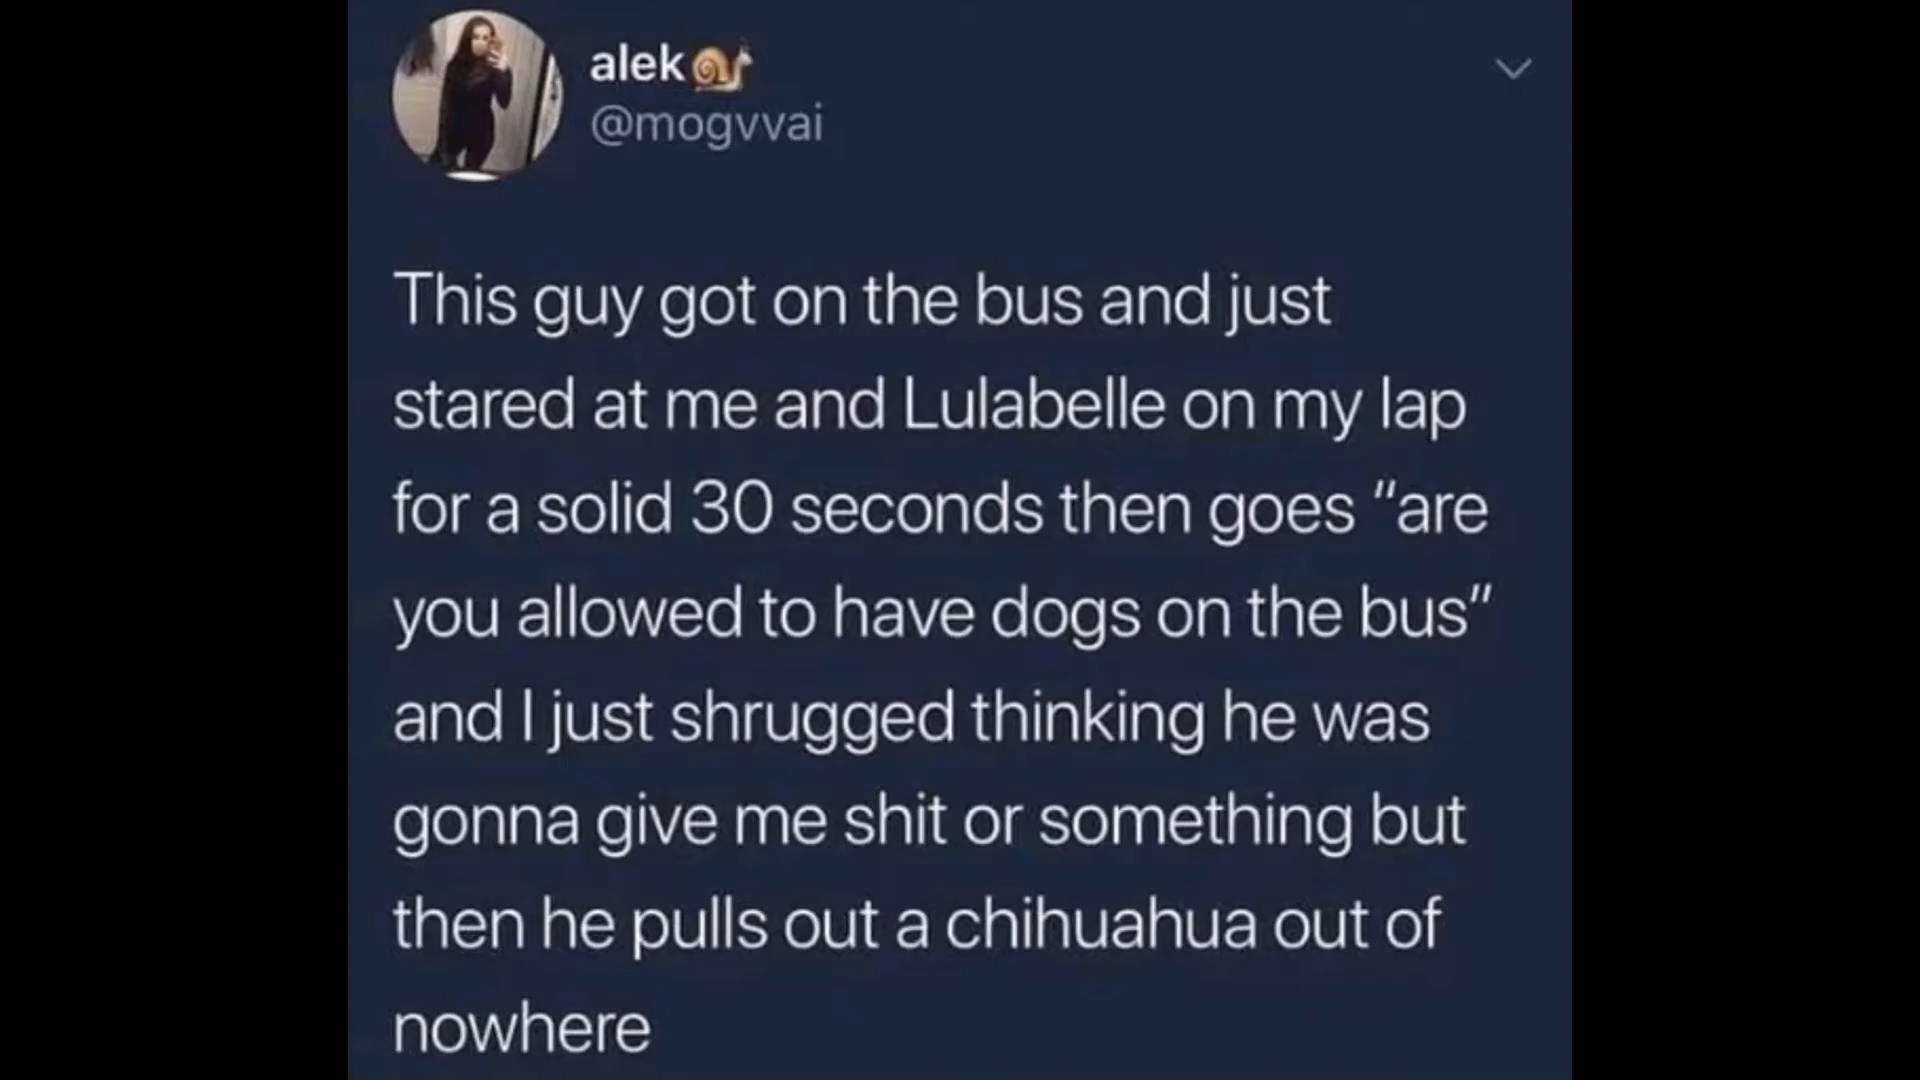 alek🐌
@mogvvai
This guy got on the bus and just
stared at me and Lulabelle on my lap
for a solid 30 seconds then goes "are
you allowed to have dogs on the bus"
and I just shrugged thinking he was
gonna give me shit or something but
then he pulls out a chihuahua out of
nowhere